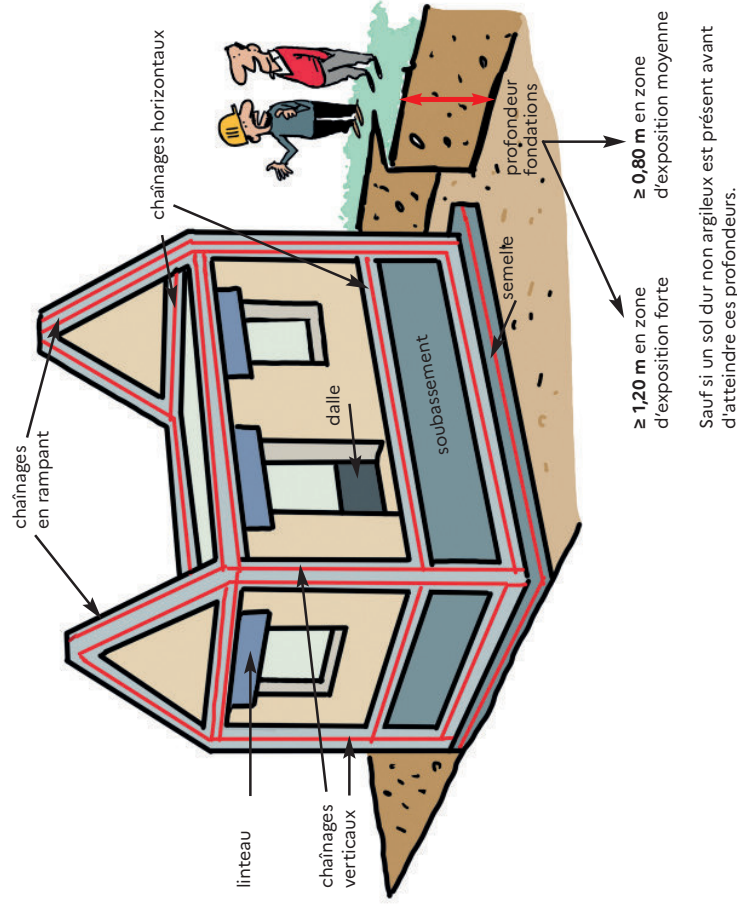 chaînages
en rampant
chaînages horizontaux
linteau
chaînages
verticaux
dalle
soubassement
semelle
profondeur
fondations
≥ 1,20 m en zone
d'exposition forte
≥ 0,80 m en zone
d'exposition moyenne
Sauf si un sol dur non argileux est présent avant
d'atteindre ces profondeurs.